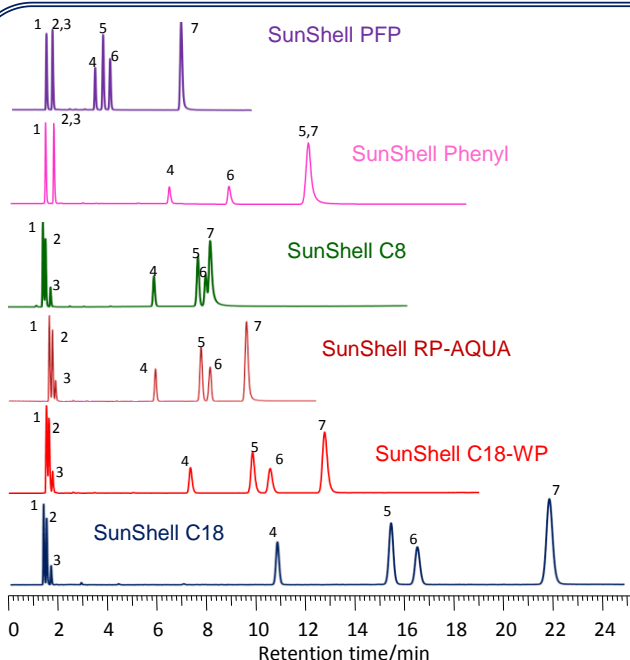 1 2,3 4 5 6 7 SunShell PFP
1 2,3 4 6 5,7 SunShell Phenyl
1 2 3 4 5 6 7 SunShell C8
1 2 3 4 5 6 7 SunShell RP-AQUA
1 2 3 4 5 6 7 SunShell C18-WP
1 2 3 SunShell C18 4 5 6 7
0 2 4 6 8 10 12 14 16 18 20 22 24
Retention time/min